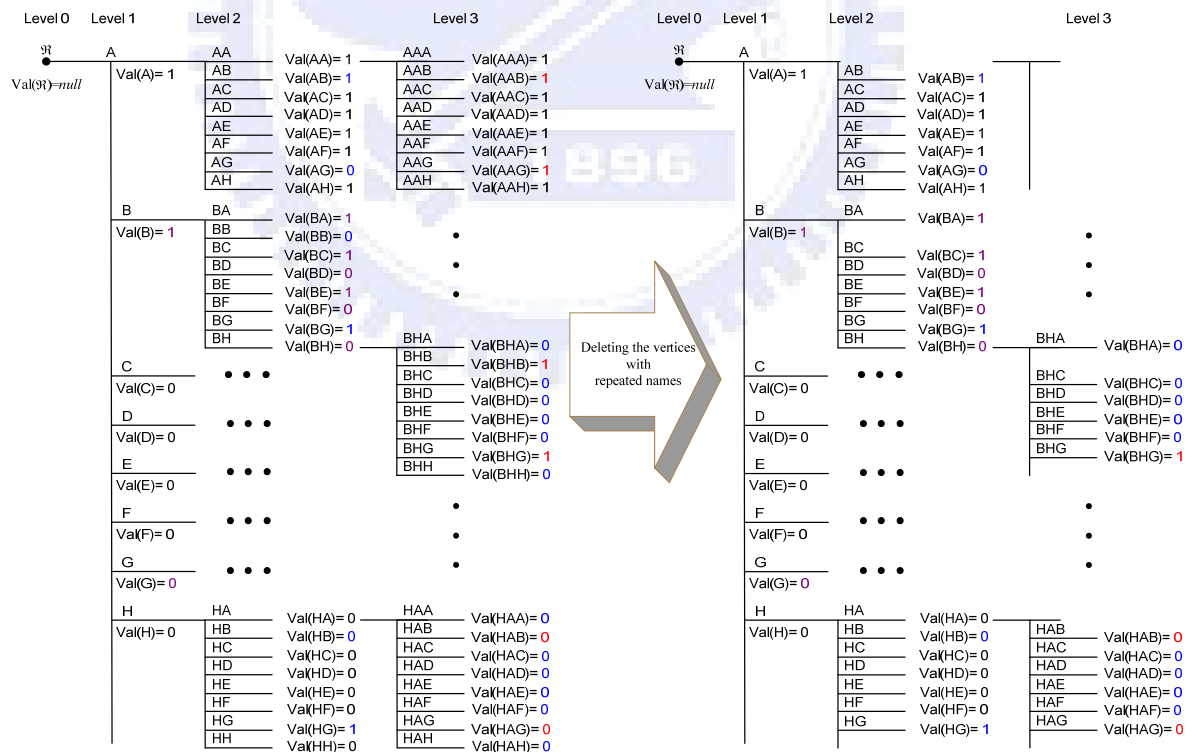 Level 0 Level 1 Level 2 Level 3
ℜ A
Val(ℜ)=null
Val(A)= 1
AA Val(AA)= 1
AB Val(AB)= 1
AC Val(AC)= 1
AD Val(AD)= 1
AE Val(AE)= 1
AF Val(AF)= 1
AG Val(AG)= 0
AH Val(AH)= 1
AAA Val(AAA)= 1
AAB Val(AAB)= 1
AAC Val(AAC)= 1
AAD Val(AAD)= 1
AAE Val(AAE)= 1
AAF Val(AAF)= 1
AAG Val(AAG)= 1
AAH Val(AAH)= 1
B
Val(B)= 1
BA Val(BA)= 1
BB Val(BB)= 0
BC Val(BC)= 1
BD Val(BD)= 0
BE Val(BE)= 1
BF Val(BF)= 0
BG Val(BG)= 1
BH Val(BH)= 0
BHA Val(BHA)= 0
BHB Val(BHB)= 1
BHC Val(BHC)= 0
BHD Val(BHD)= 0
BHE Val(BHE)= 0
BHF Val(BHF)= 0
BHG Val(BHG)= 1
BHH Val(BHH)= 0
C
Val(C)= 0
D
Val(D)= 0
E
Val(E)= 0
F
Val(F)= 0
G
Val(G)= 0
H
Val(H)= 0
HA Val(HA)= 0
HB Val(HB)= 0
HC Val(HC)= 0
HD Val(HD)= 0
HE Val(HE)= 0
HF Val(HF)= 0
HG Val(HG)= 1
HH Val(HH)= 0
HAA Val(HAA)= 0
HAB Val(HAB)= 0
HAC Val(HAC)= 0
HAD Val(HAD)= 0
HAE Val(HAE)= 0
HAF Val(HAF)= 0
HAG Val(HAG)= 0
HAH Val(HAH)= 0
896
Deleting the vertices
with
repeated names
Level 0 Level 1 Level 2 Level 3
ℜ A
Val(ℜ)=null
Val(A)= 1
AB Val(AB)= 1
AC Val(AC)= 1
AD Val(AD)= 1
AE Val(AE)= 1
AF Val(AF)= 1
AG Val(AG)= 0
AH Val(AH)= 1
B
Val(B)= 1
BA Val(BA)= 1
BC Val(BC)= 1
BD Val(BD)= 0
BE Val(BE)= 1
BF Val(BF)= 0
BG Val(BG)= 1
BH Val(BH)= 0
BHA Val(BHA)= 0
BHC Val(BHC)= 0
BHD Val(BHD)= 0
BHE Val(BHE)= 0
BHF Val(BHF)= 0
BHG Val(BHG)= 1
C
Val(C)= 0
D
Val(D)= 0
E
Val(E)= 0
F
Val(F)= 0
G
Val(G)= 0
H
Val(H)= 0
HA Val(HA)= 0
HB Val(HB)= 0
HC Val(HC)= 0
HD Val(HD)= 0
HE Val(HE)= 0
HF Val(HF)= 0
HG Val(HG)= 1
HAB Val(HAB)= 0
HAC Val(HAC)= 0
HAD Val(HAD)= 0
HAE Val(HAE)= 0
HAF Val(HAF)= 0
HAG Val(HAG)= 0